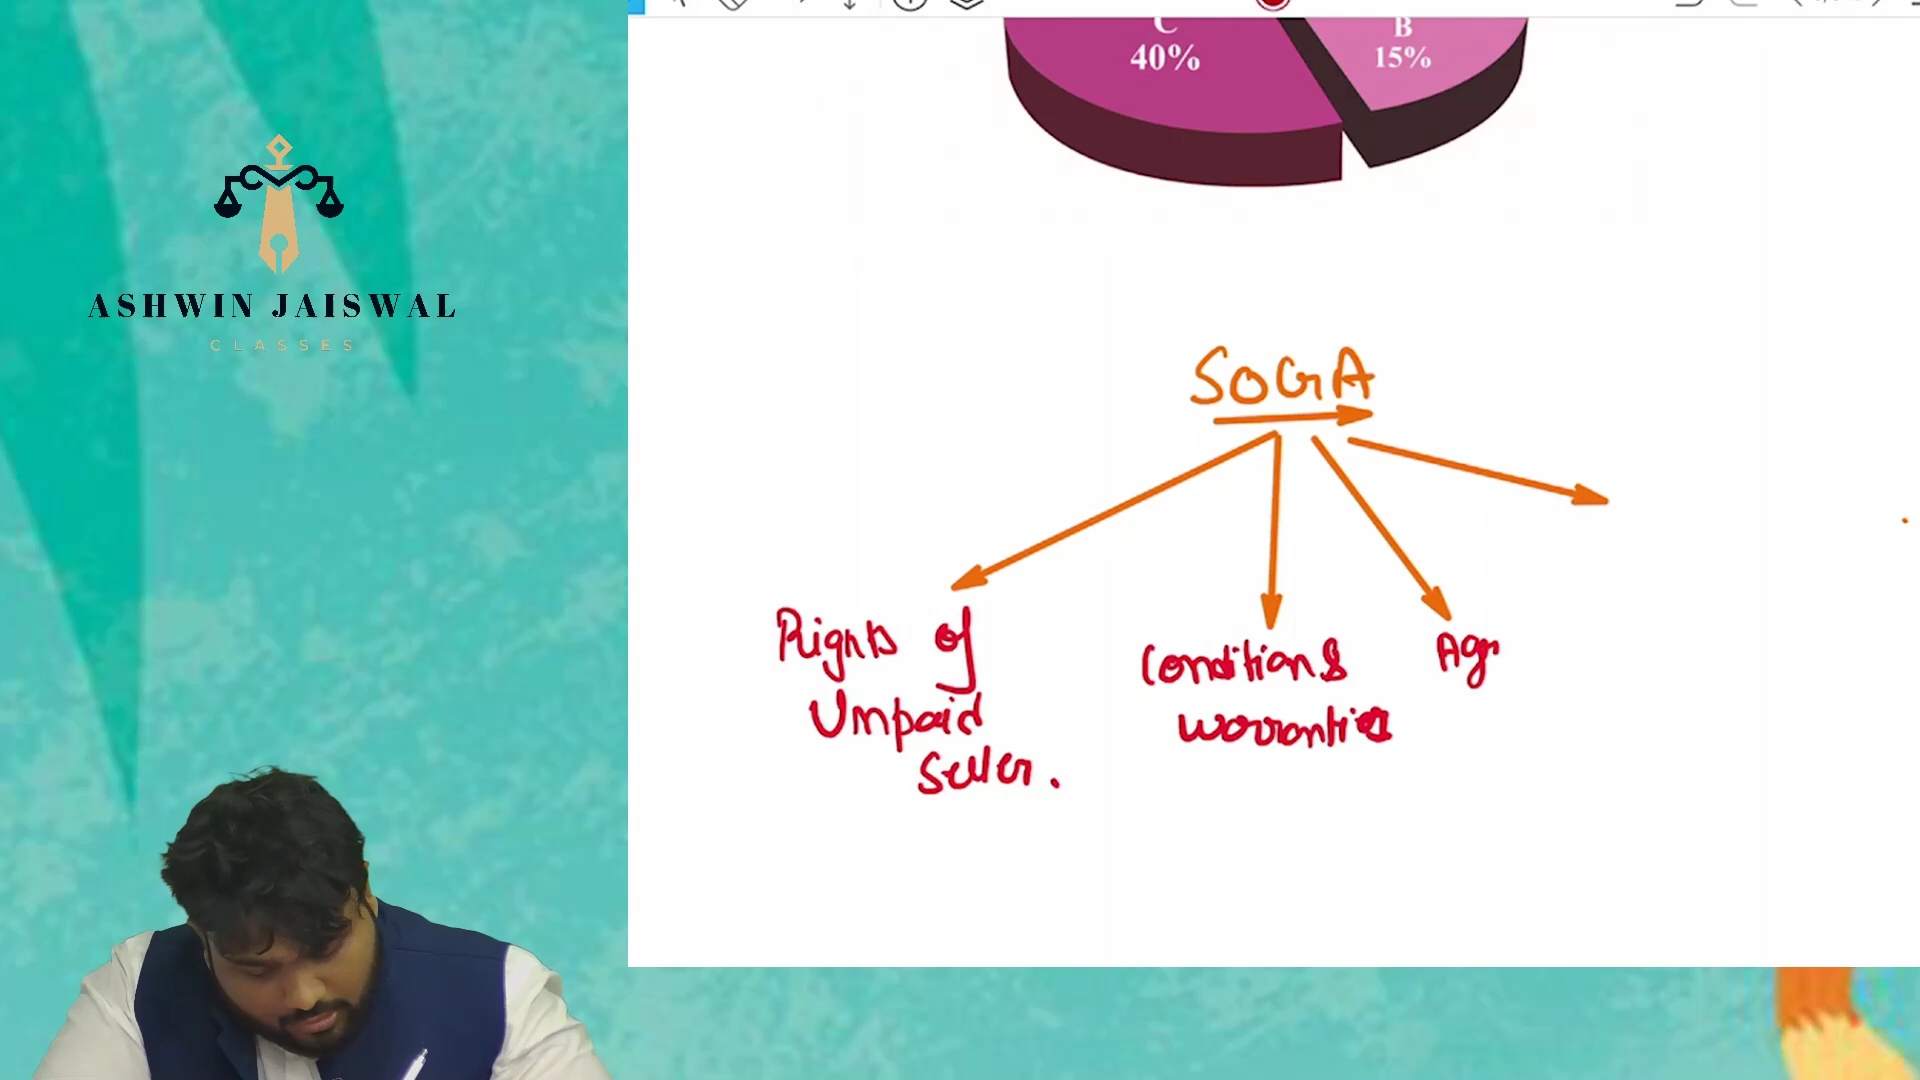 C
40%
B
15%
ASHWIN JAISWAL
CLASSES
SOGA
Rights of
Unpaid
Seller.
Conditions
warranties
Agr